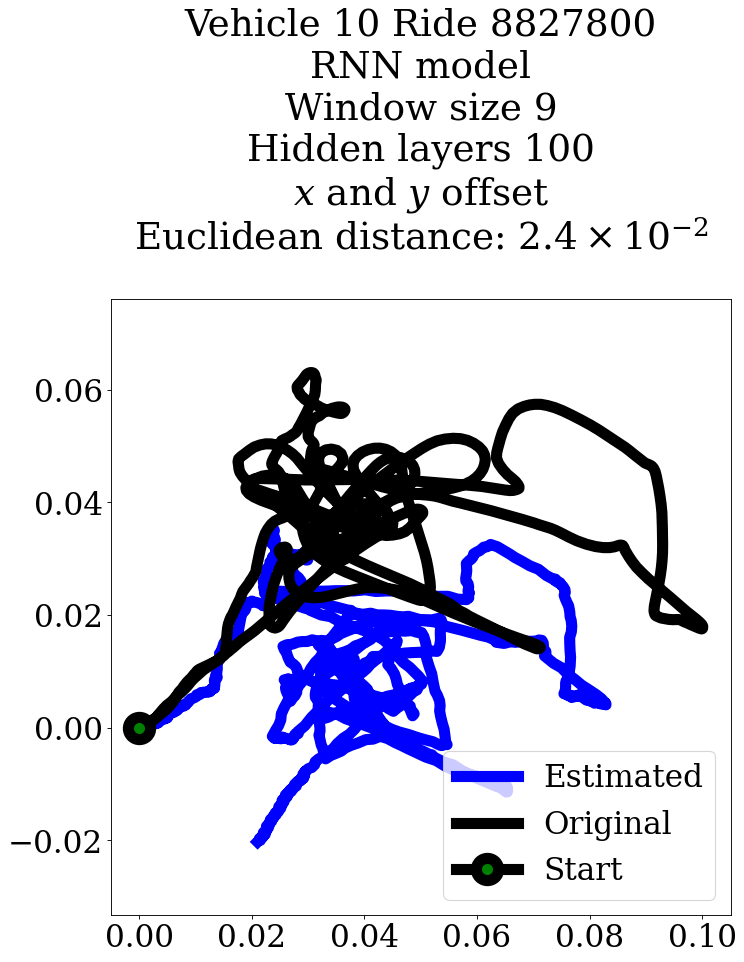 Vehicle 10 Ride 8827800
RNN model
Window size 9
Hidden layers 100
x and y offset
Euclidean distance: 2.4 × 10⁻²
0.06
0.04
0.02
0.00
−0.02
Estimated
Original
Start
0.00 0.02 0.04 0.06 0.08 0.10